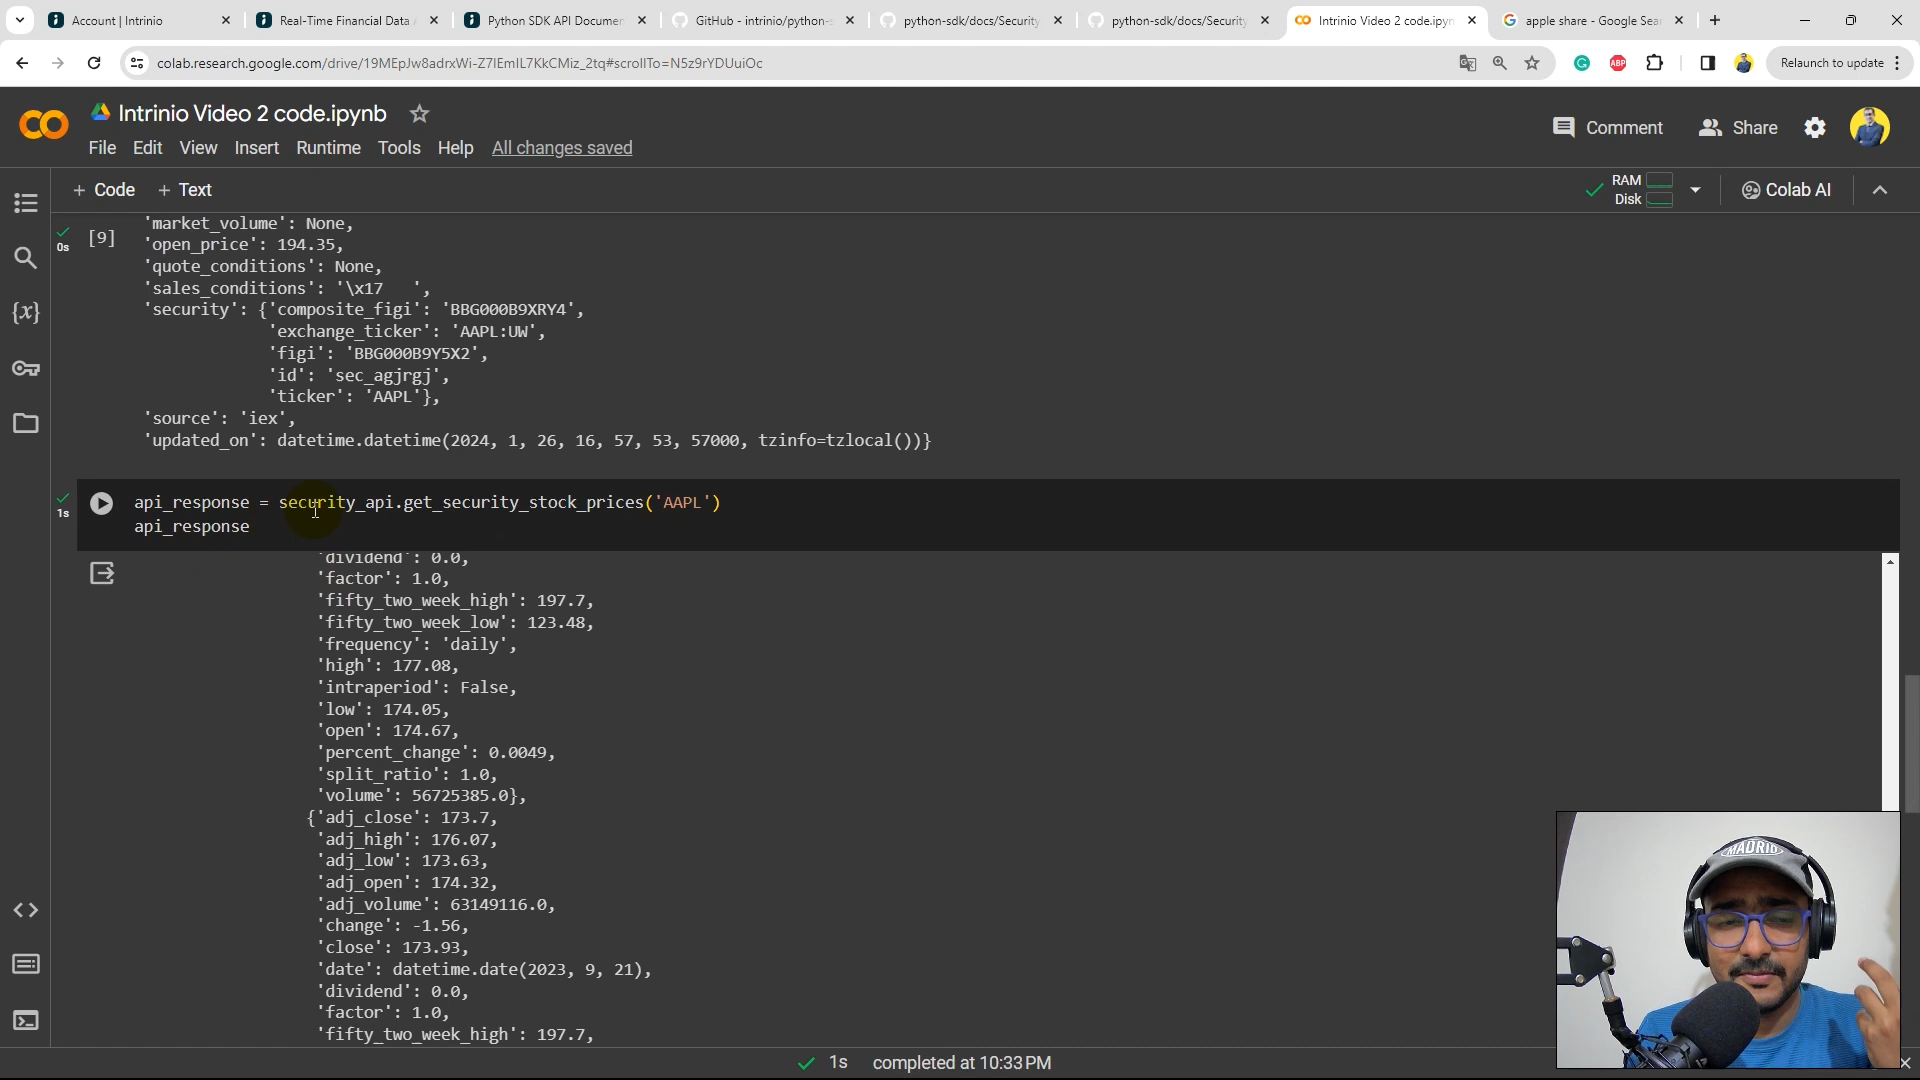 Account | Intrinio
Real-Time Financial Data
Python SDK API Documen
GitHub - intrinio/python-s
python-sdk/docs/Security
python-sdk/docs/Security
Intrinio Video 2 code.ipyn
apple share - Google Sea
colab.research.google.com/drive/19MEpJw8adrxWi-Z7lEmIL7KkCMiz_2tq#scrollTo=N5z9rYDUuiOc
ABP
Relaunch to update
Intrinio Video 2 code.ipynb
File Edit View Insert Runtime Tools Help All changes saved
Comment
Share
+ Code + Text
RAM
Disk
Colab AI
0s
[9]
'market_volume': None,
'open_price': 194.35,
'quote_conditions': None,
'sales_conditions': '\x17   ',
'security': {'composite_figi': 'BBG000B9XRY4',
'exchange_ticker': 'AAPL:UW',
'figi': 'BBG000B9Y5X2',
'id': 'sec_agjrgj',
'ticker': 'AAPL'},
'source': 'iex',
'updated_on': datetime.datetime(2024, 1, 26, 16, 57, 53, 57000, tzinfo=tzlocal())}
1s
api_response = security_api.get_security_stock_prices('AAPL')
api_response
'dividend': 0.0,
'factor': 1.0,
'fifty_two_week_high': 197.7,
'fifty_two_week_low': 123.48,
'frequency': 'daily',
'high': 177.08,
'intraperiod': False,
'low': 174.05,
'open': 174.67,
'percent_change': 0.0049,
'split_ratio': 1.0,
'volume': 56725385.0},
{'adj_close': 173.7,
'adj_high': 176.07,
'adj_low': 173.63,
'adj_open': 174.32,
'adj_volume': 63149116.0,
'change': -1.56,
'close': 173.93,
'date': datetime.date(2023, 9, 21),
'dividend': 0.0,
'factor': 1.0,
'fifty_two_week_high': 197.7,
MADRID
1s completed at 10:33 PM